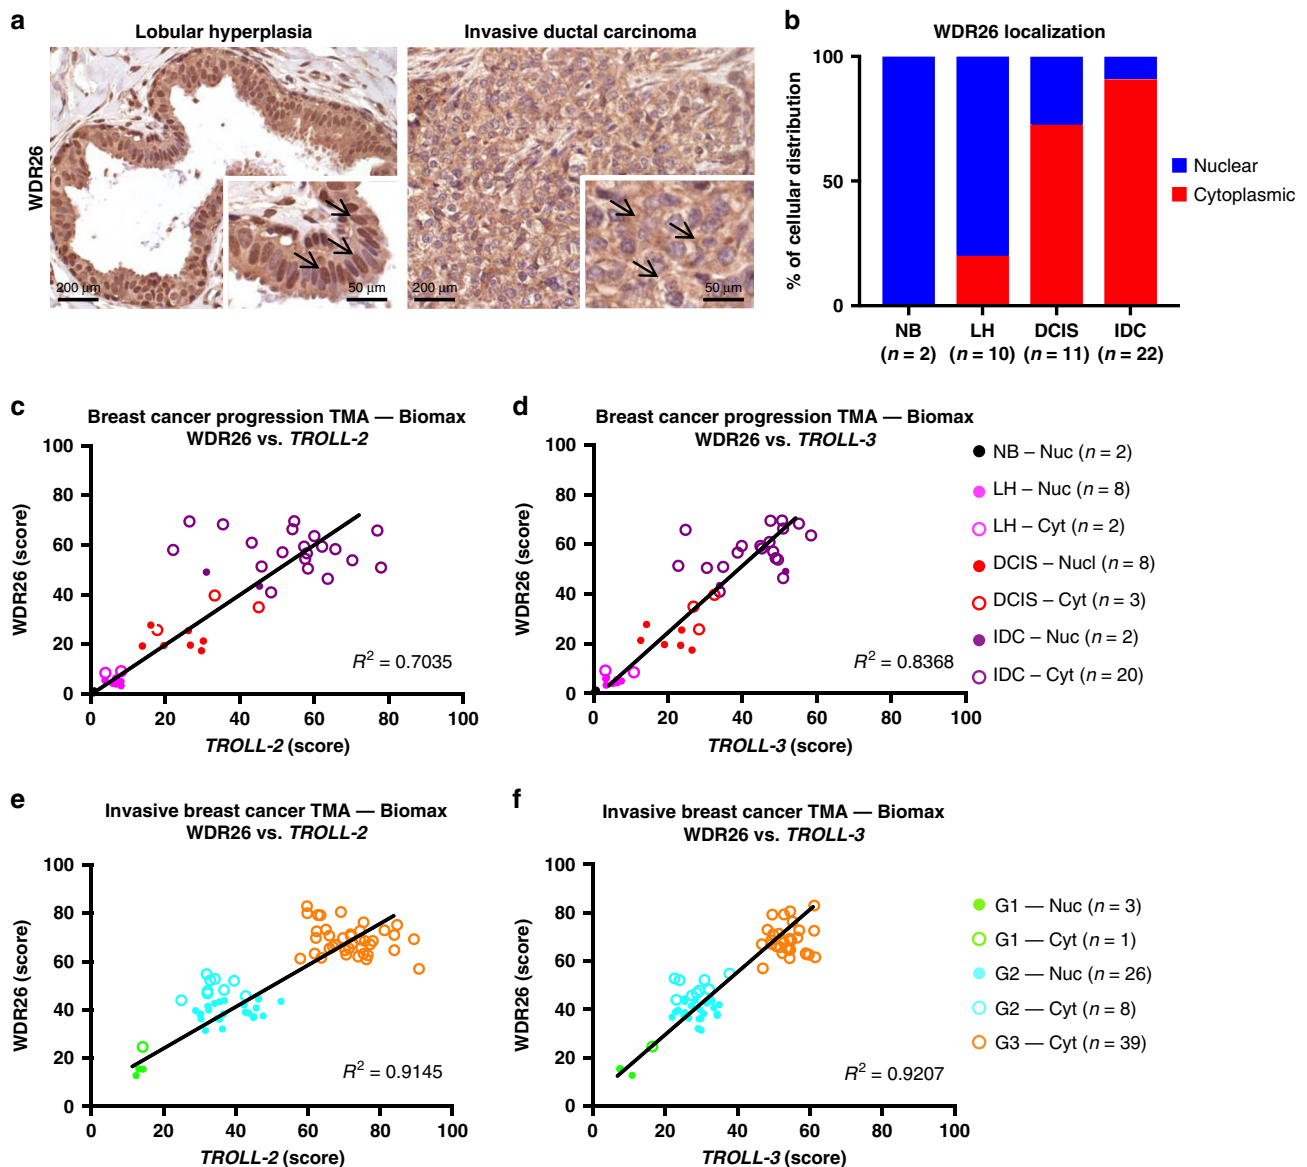 a
Lobular hyperplasia
Invasive ductal carcinoma
WDR26
200 μm
50 μm
200 μm
50 μm
b
WDR26 localization
% of cellular distribution
100
50
0
NB
(n = 2)
LH
(n = 10)
DCIS
(n = 11)
IDC
(n = 22)
Nuclear
Cytoplasmic
c
Breast cancer progression TMA — Biomax
WDR26 vs. TROLL-2
WDR26 (score)
100
80
60
40
20
0
R² = 0.7035
0 20 40 60 80 100
TROLL-2 (score)
d
Breast cancer progression TMA — Biomax
WDR26 vs. TROLL-3
WDR26 (score)
100
80
60
40
20
0
R² = 0.8368
0 20 40 60 80 100
TROLL-3 (score)
NB – Nuc (n = 2)
LH – Nuc (n = 8)
LH – Cyt (n = 2)
DCIS – Nucl (n = 8)
DCIS – Cyt (n = 3)
IDC – Nuc (n = 2)
IDC – Cyt (n = 20)
e
Invasive breast cancer TMA — Biomax
WDR26 vs. TROLL-2
WDR26 (score)
100
80
60
40
20
0
R² = 0.9145
0 20 40 60 80 100
TROLL-2 (score)
f
Invasive breast cancer TMA — Biomax
WDR26 vs. TROLL-3
WDR26 (score)
100
80
60
40
20
0
R² = 0.9207
0 20 40 60 80 100
TROLL-3 (score)
G1 — Nuc (n = 3)
G1 — Cyt (n = 1)
G2 — Nuc (n = 26)
G2 — Cyt (n = 8)
G3 — Cyt (n = 39)